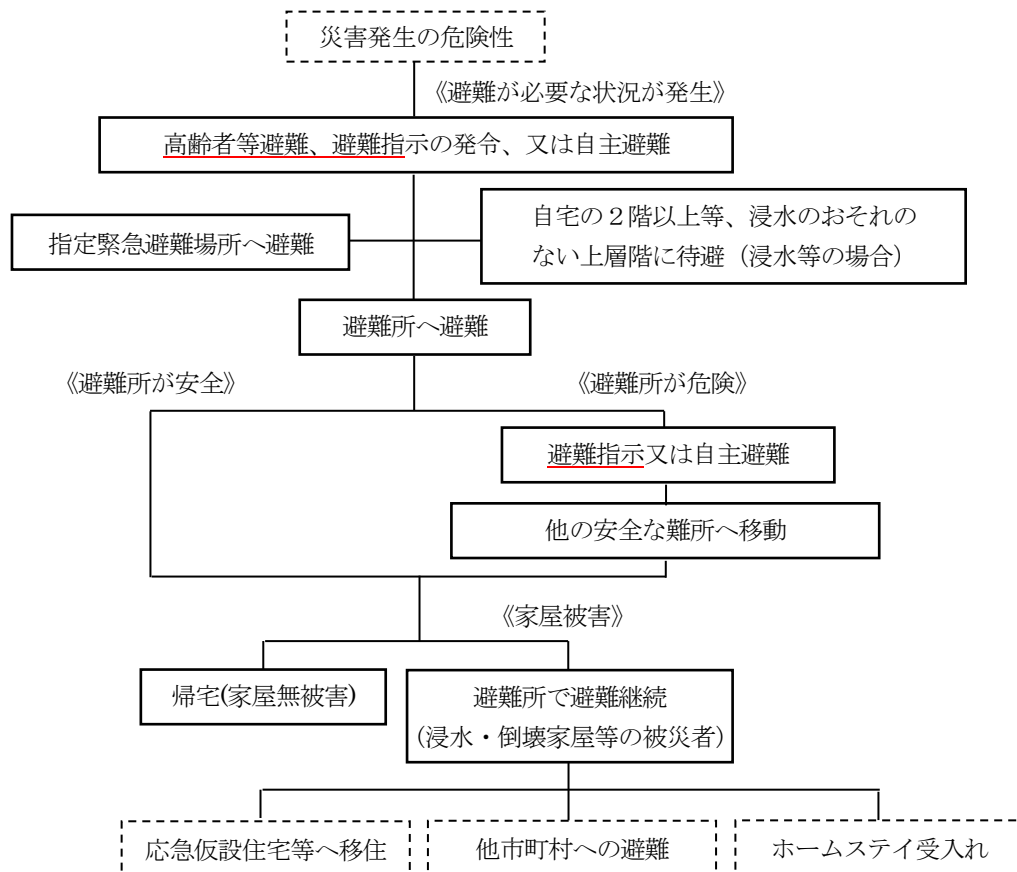 災害発生の危険性
《避難が必要な状況が発生》
高齢者等避難、避難指示の発令、又は自主避難
指定緊急避難場所へ避難
自宅の２階以上等、浸水のおそれの
ない上層階に待避（浸水等の場合）
避難所へ避難
《避難所が安全》
《避難所が危険》
避難指示又は自主避難
他の安全な難所へ移動
《家屋被害》
帰宅(家屋無被害)
避難所で避難継続
（浸水・倒壊家屋等の被災者）
応急仮設住宅等へ移住
他市町村への避難
ホームステイ受入れ